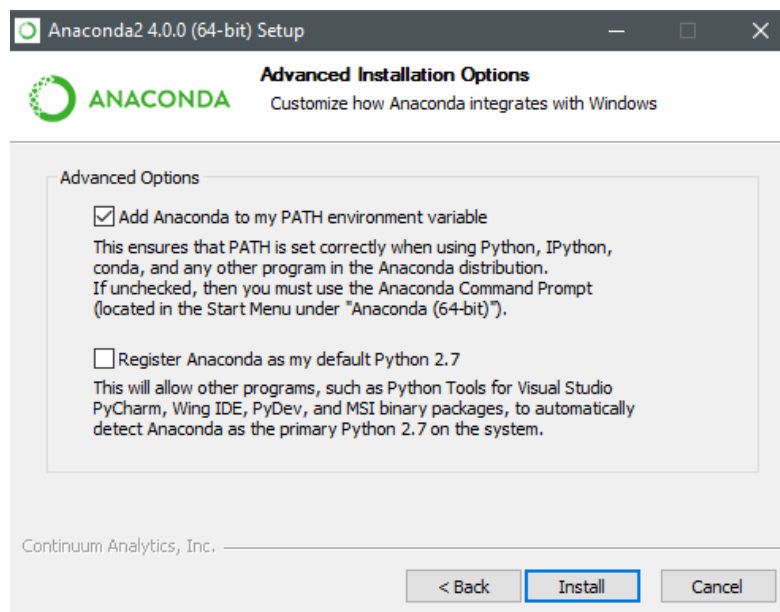 Anaconda2 4.0.0 (64-bit) Setup
Advanced Installation Options
ANACONDA
Customize how Anaconda integrates with Windows
Advanced Options
Add Anaconda to my PATH environment variable
This ensures that PATH is set correctly when using Python, IPython,
conda, and any other program in the Anaconda distribution.
If unchecked, then you must use the Anaconda Command Prompt
(located in the Start Menu under "Anaconda (64-bit)").
Register Anaconda as my default Python 2.7
This will allow other programs, such as Python Tools for Visual Studio
PyCharm, Wing IDE, PyDev, and MSI binary packages, to automatically
detect Anaconda as the primary Python 2.7 on the system.
Continuum Analytics, Inc.
< Back Install Cancel